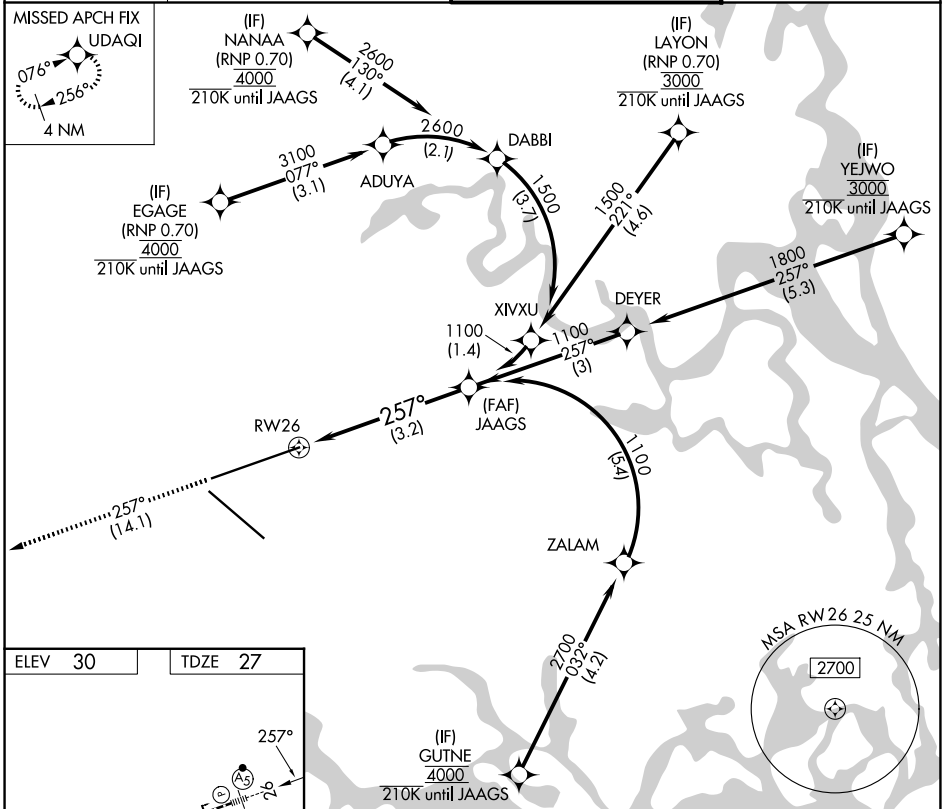 MISSED APCH FIX
UDAQI
076°
256°
4 NM
(IF)
NANAA
(RNP 0.70)
4000
210K until JAAGS
2600
130°
(4.1)
(IF)
LAYON
(RNP 0.70)
3000
210K until JAAGS
2600
(2.1)
DABBI
3100
077°
(3.1)
ADUYA
(IF)
YEJWO
3000
210K until JAAGS
(IF)
EGAGE
(RNP 0.70)
4000
210K until JAAGS
1500
(3.7)
1500
221°
(4.6)
1800
257°
(5.3)
XIVXU
DEYER
1100
(1.4)
1100
257°
(3)
257°
(3.2)
(FAF)
JAAGS
RW26
1100
(5.4)
257°
(14.1)
ZALAM
2700
032°
(4.2)
MSA RW26 25 NM
2700
ELEV 30
TDZE 27
257°
A5
P
26
(IF)
GUTNE
4000
210K until JAAGS